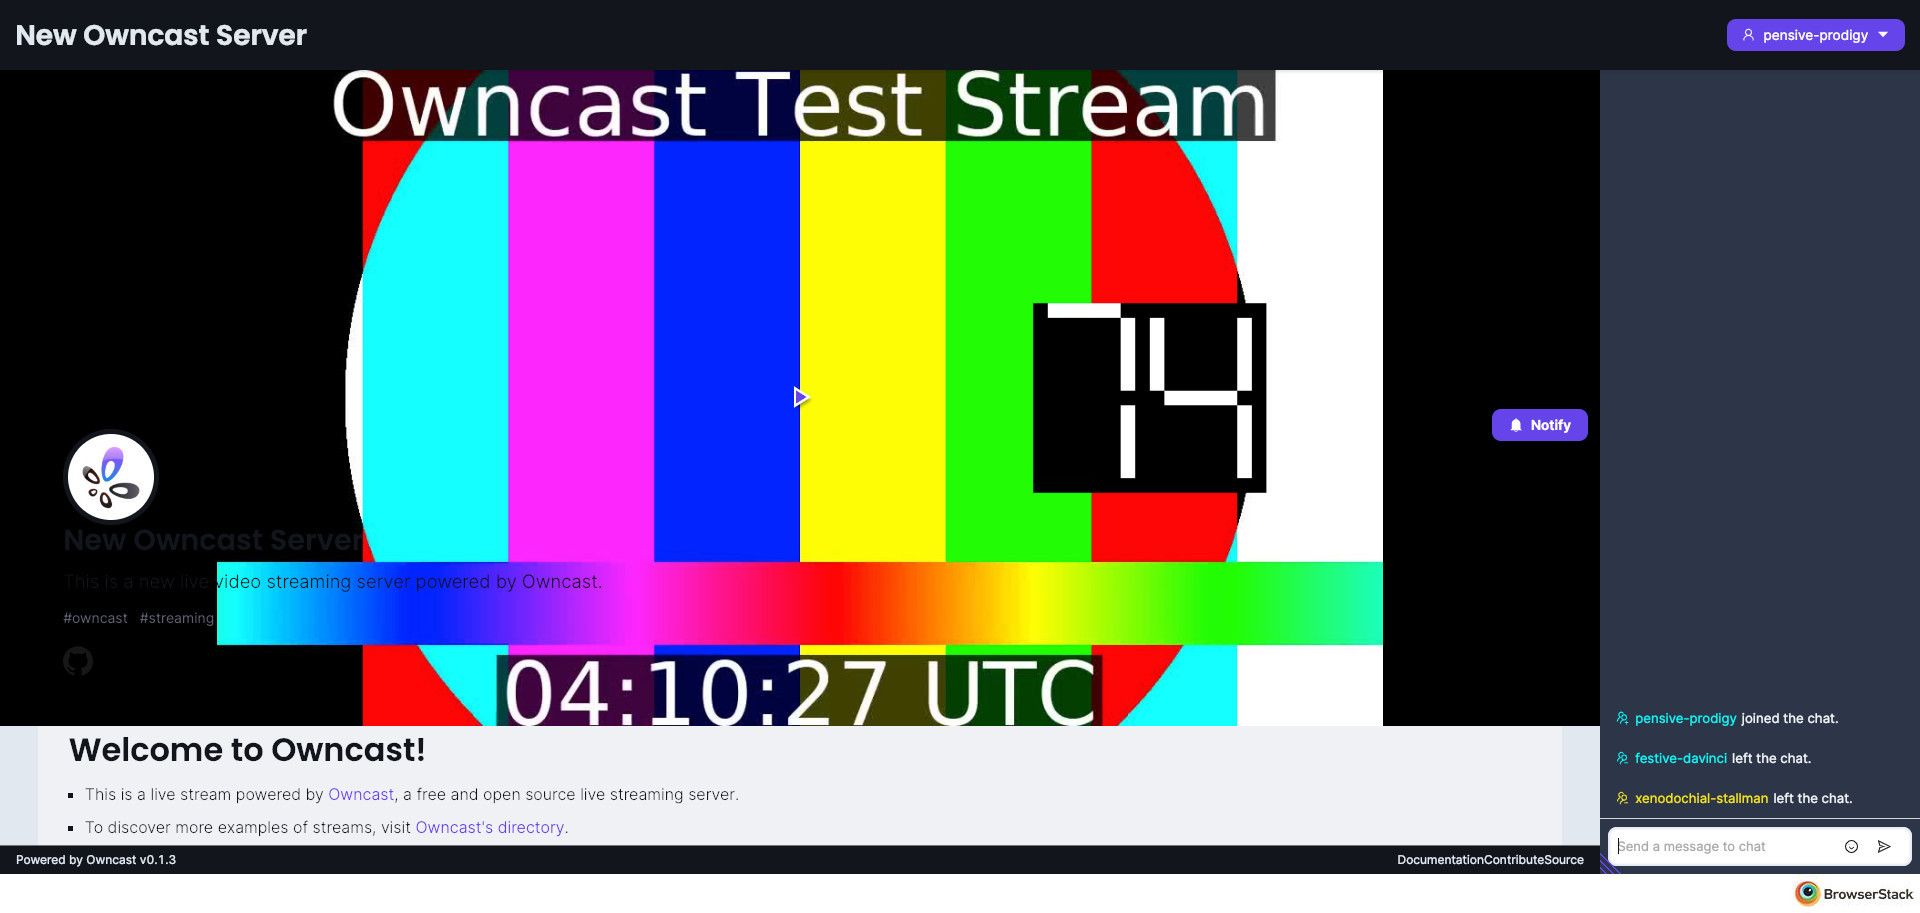 New Owncast Server
pensive-prodigy
Owncast Test Stream
74
Notify
New Owncast Server
This is a new live video streaming server powered by Owncast.
#owncast #streaming
04:10:27 UTC
Welcome to Owncast!
This is a live stream powered by Owncast, a free and open source live streaming server.
To discover more examples of streams, visit Owncast's directory.
Powered by Owncast v0.1.3
DocumentationContributeSource
pensive-prodigy joined the chat.
festive-davinci left the chat.
xenodochial-stallman left the chat.
Send a message to chat
BrowserStack